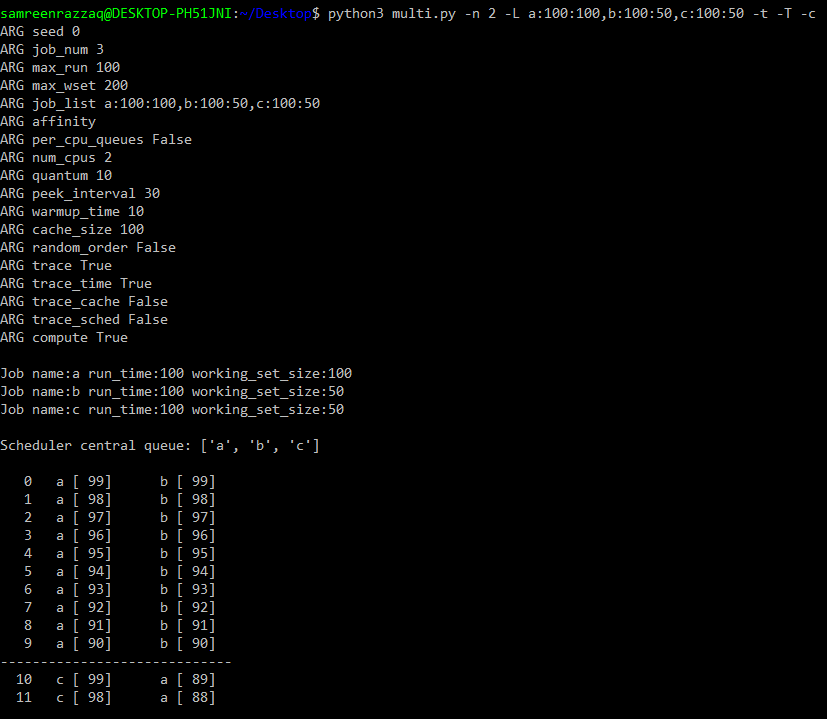 samreenrazzaq@DESKTOP-PH51JNI:~/Desktop$ python3 multi.py -n 2 -L a:100:100,b:100:50,c:100:50 -t -T -c
ARG seed 0
ARG job_num 3
ARG max_run 100
ARG max_wset 200
ARG job_list a:100:100,b:100:50,c:100:50
ARG affinity
ARG per_cpu_queues False
ARG num_cpus 2
ARG quantum 10
ARG peek_interval 30
ARG warmup_time 10
ARG cache_size 100
ARG random_order False
ARG trace True
ARG trace_time True
ARG trace_cache False
ARG trace_sched False
ARG compute True

Job name:a run_time:100 working_set_size:100
Job name:b run_time:100 working_set_size:50
Job name:c run_time:100 working_set_size:50

Scheduler central queue: ['a', 'b', 'c']

   0   a [ 99]      b [ 99]
   1   a [ 98]      b [ 98]
   2   a [ 97]      b [ 97]
   3   a [ 96]      b [ 96]
   4   a [ 95]      b [ 95]
   5   a [ 94]      b [ 94]
   6   a [ 93]      b [ 93]
   7   a [ 92]      b [ 92]
   8   a [ 91]      b [ 91]
   9   a [ 90]      b [ 90]
-----------------------------
  10   c [ 99]      a [ 89]
  11   c [ 98]      a [ 88]